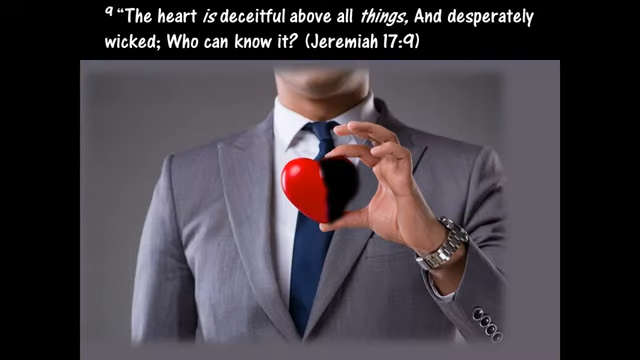 9 “The heart is deceitful above all things, And desperately
wicked; Who can know it? (Jeremiah 17:9)